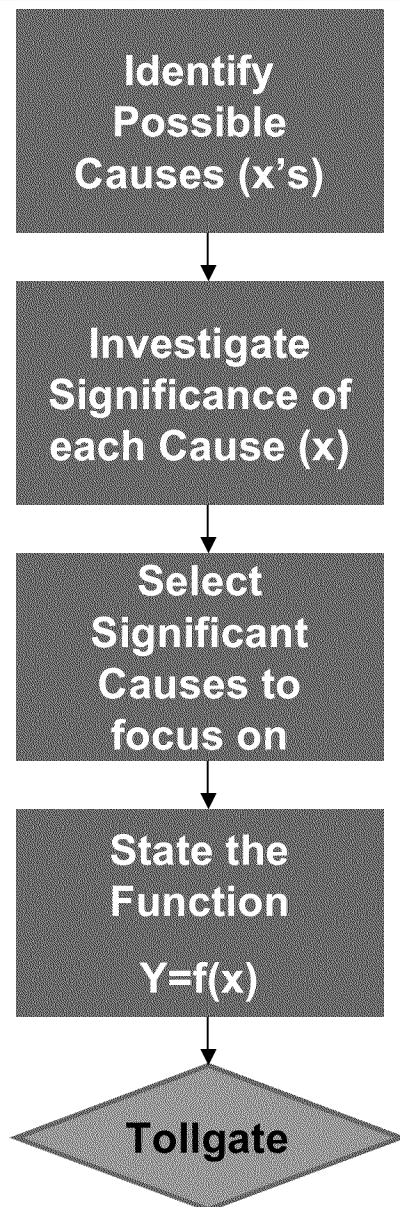 Identify
Possible
Causes (x’s)
Investigate
Significance of
each Cause (x)
Select
Significant
Causes to
focus on
State the
Function
Y=f(x)
Tollgate